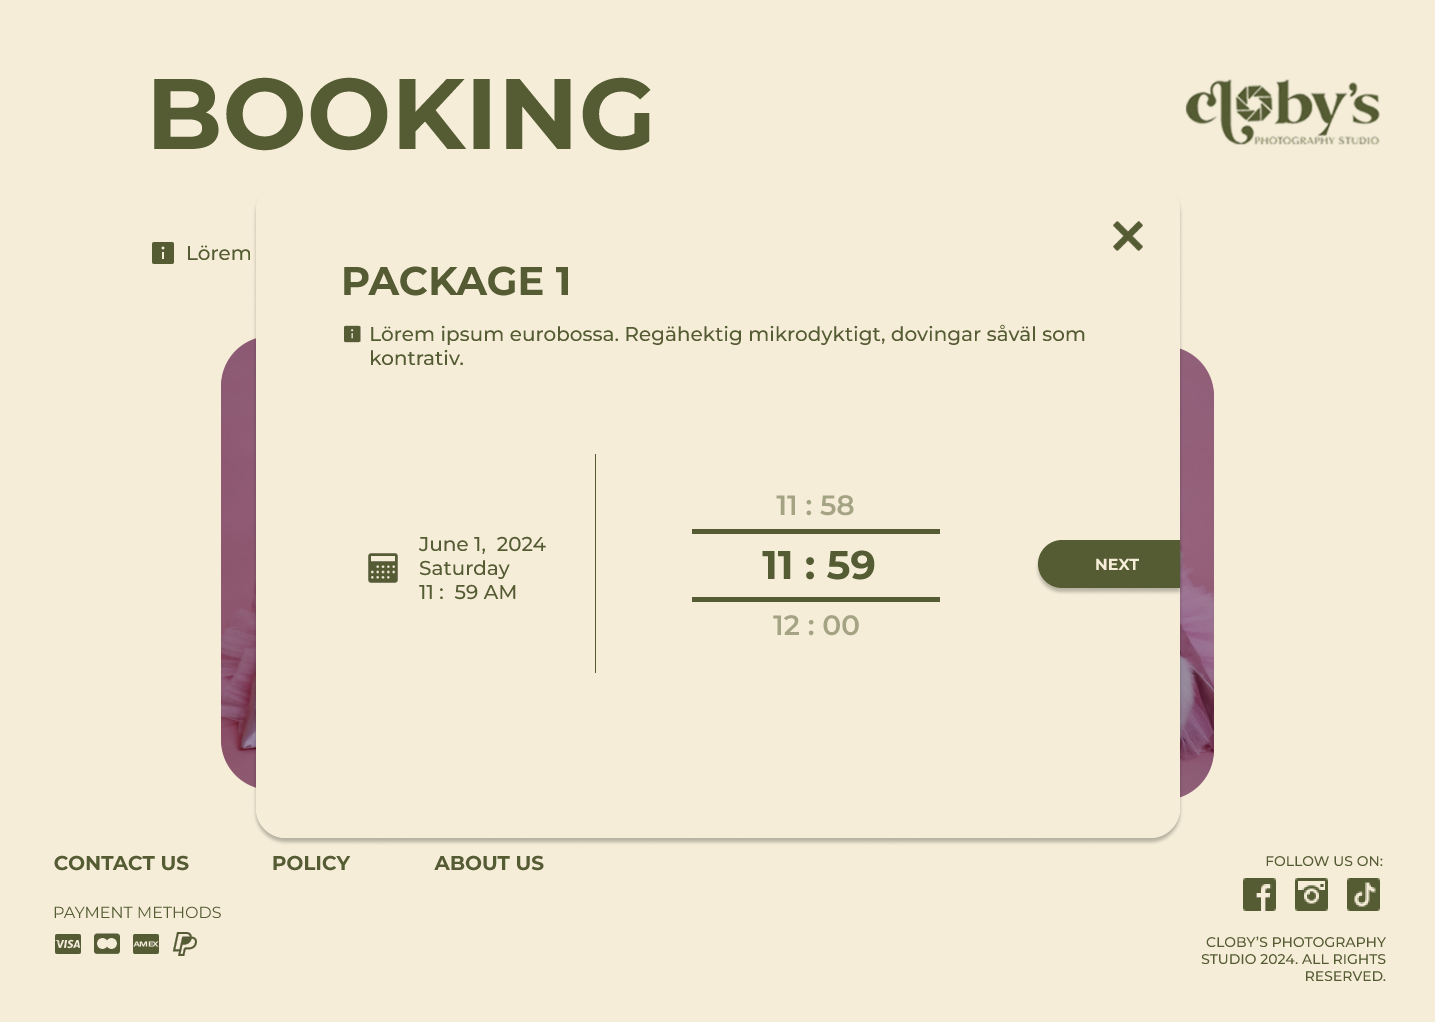 BOOKING
cloby's
PHOTOGRAPHY STUDIO
Lörem
PACKAGE 1
Lörem ipsum eurobossa. Regähektig mikrodyktigt, dovingar såväl som
kontrativ.
June 1, 2024
Saturday
11 : 59 AM
11 : 58
11 : 59
12 : 00
NEXT
CONTACT US
POLICY
ABOUT US
PAYMENT METHODS
VISA
AMEX
FOLLOW US ON:
CLOBY'S PHOTOGRAPHY
STUDIO 2024. ALL RIGHTS
RESERVED.